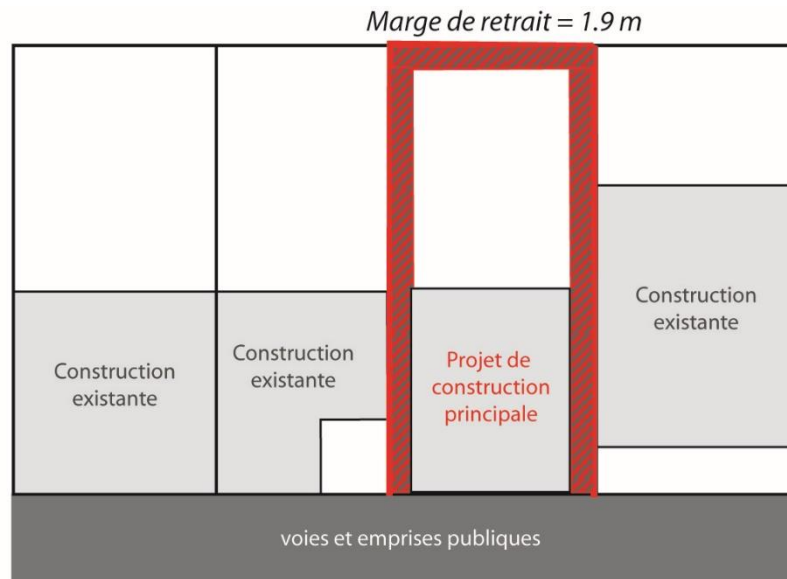 Marge de retrait = 1.9 m
Construction
existante
Construction
existante
Projet de
construction
principale
Construction
existante
voies et emprises publiques